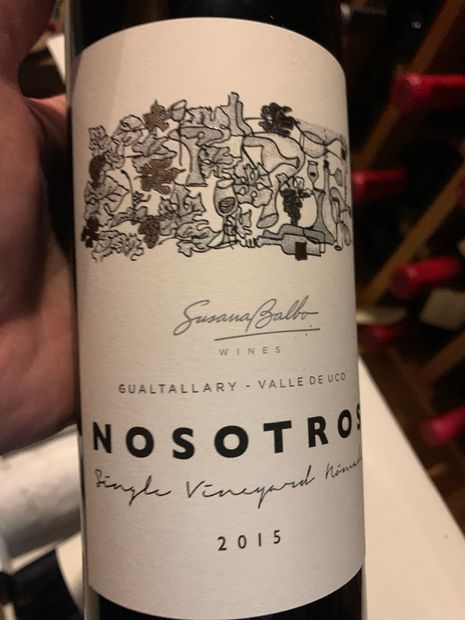 Susana Balbo
WINES
GUALTALLARY - VALLE DE UCO
NOSOTROS
Single Vineyard
2015